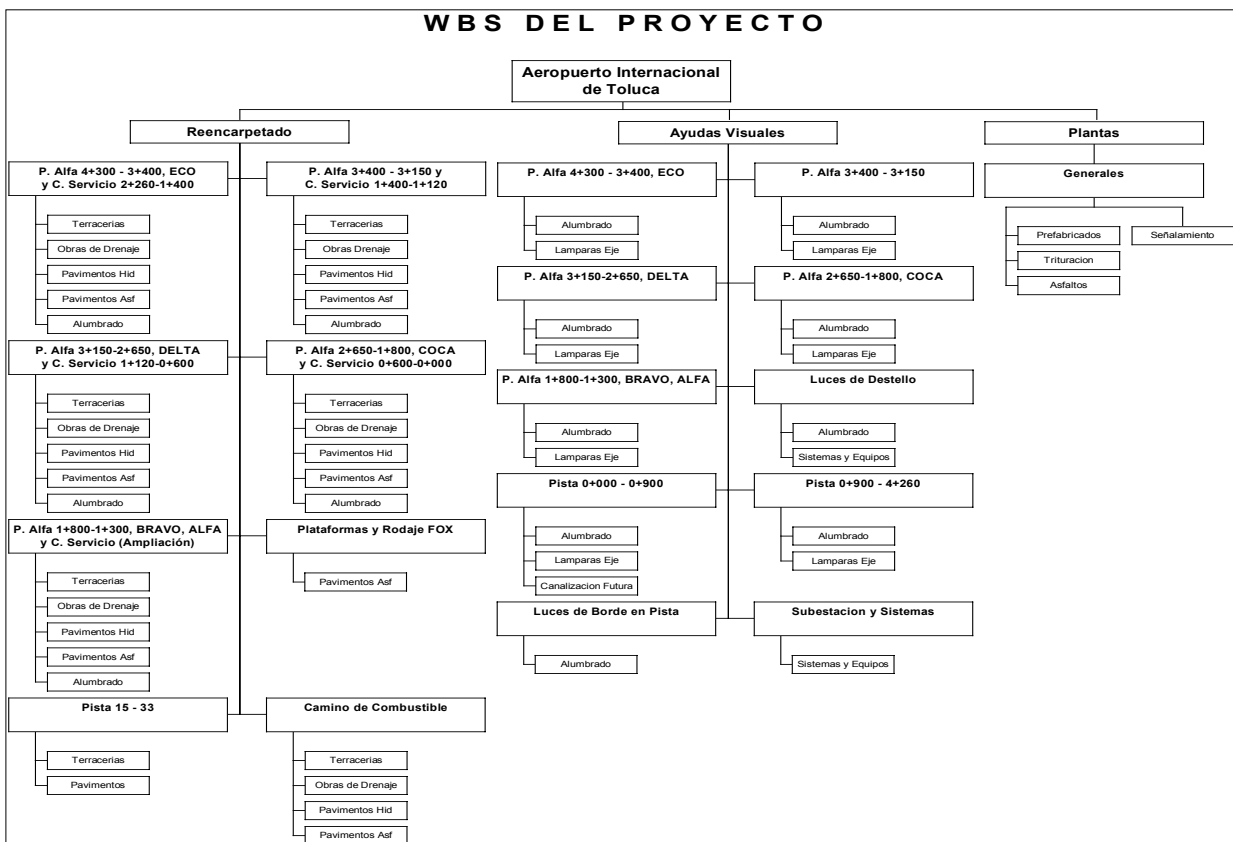 WBS DEL PROYECTO
Aeropuerto Internacional
de Toluca
Reencarpetado
Ayudas Visuales
Plantas
P. Alfa 4+300 - 3+400, ECO
y C. Servicio 2+260-1+400
Terracerias
Obras de Drenaje
Pavimentos Hid
Pavimentos Asf
Alumbrado
P. Alfa 3+400 - 3+150 y
C. Servicio 1+400-1+120
Terracerias
Obras Drenaje
Pavimentos Hid
Pavimentos Asf
Alumbrado
P. Alfa 3+150-2+650, DELTA
y C. Servicio 1+120-0+600
Terracerias
Obras de Drenaje
Pavimentos Hid
Pavimentos Asf
Alumbrado
P. Alfa 2+650-1+800, COCA
y C. Servicio 0+600-0+000
Terracerias
Obras de Drenaje
Pavimentos Hid
Pavimentos Asf
Alumbrado
P. Alfa 1+800-1+300, BRAVO, ALFA
y C. Servicio (Ampliación)
Terracerias
Obras de Drenaje
Pavimentos Hid
Pavimentos Asf
Alumbrado
Plataformas y Rodaje FOX
Pavimentos Asf
Pista 15 - 33
Terracerias
Pavimentos
Camino de Combustible
Terracerias
Obras de Drenaje
Pavimentos Hid
Pavimentos Asf
P. Alfa 4+300 - 3+400, ECO
Alumbrado
Lamparas Eje
P. Alfa 3+400 - 3+150
Alumbrado
Lamparas Eje
P. Alfa 3+150-2+650, DELTA
Alumbrado
Lamparas Eje
P. Alfa 2+650-1+800, COCA
Alumbrado
Lamparas Eje
P. Alfa 1+800-1+300, BRAVO, ALFA
Alumbrado
Lamparas Eje
Luces de Destello
Alumbrado
Sistemas y Equipos
Pista 0+000 - 0+900
Alumbrado
Lamparas Eje
Canalizacion Futura
Pista 0+900 - 4+260
Alumbrado
Lamparas Eje
Luces de Borde en Pista
Alumbrado
Subestacion y Sistemas
Sistemas y Equipos
Generales
Prefabricados
Trituracion
Asfaltos
Señalamiento